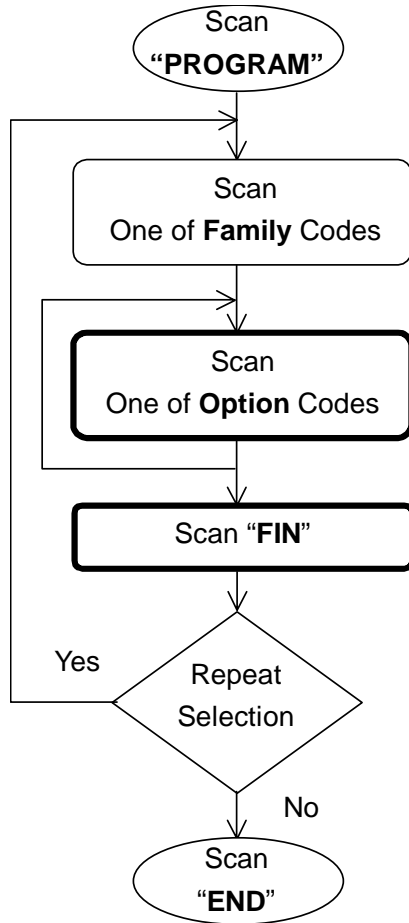 Scan
“PROGRAM”
Scan
One of Family Codes
Scan
One of Option Codes
Scan “FIN”
Yes
Repeat
Selection
No
Scan
“END”